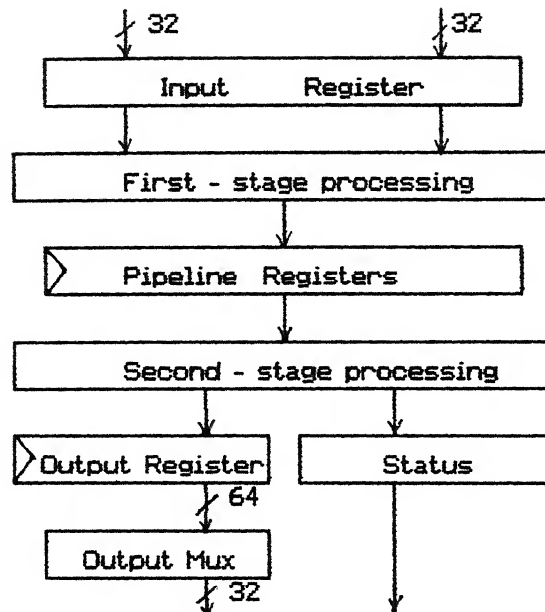 32 32
Input Register
First - stage processing
Pipeline Registers
Second - stage processing
Output Register Status
64
Output Mux
32